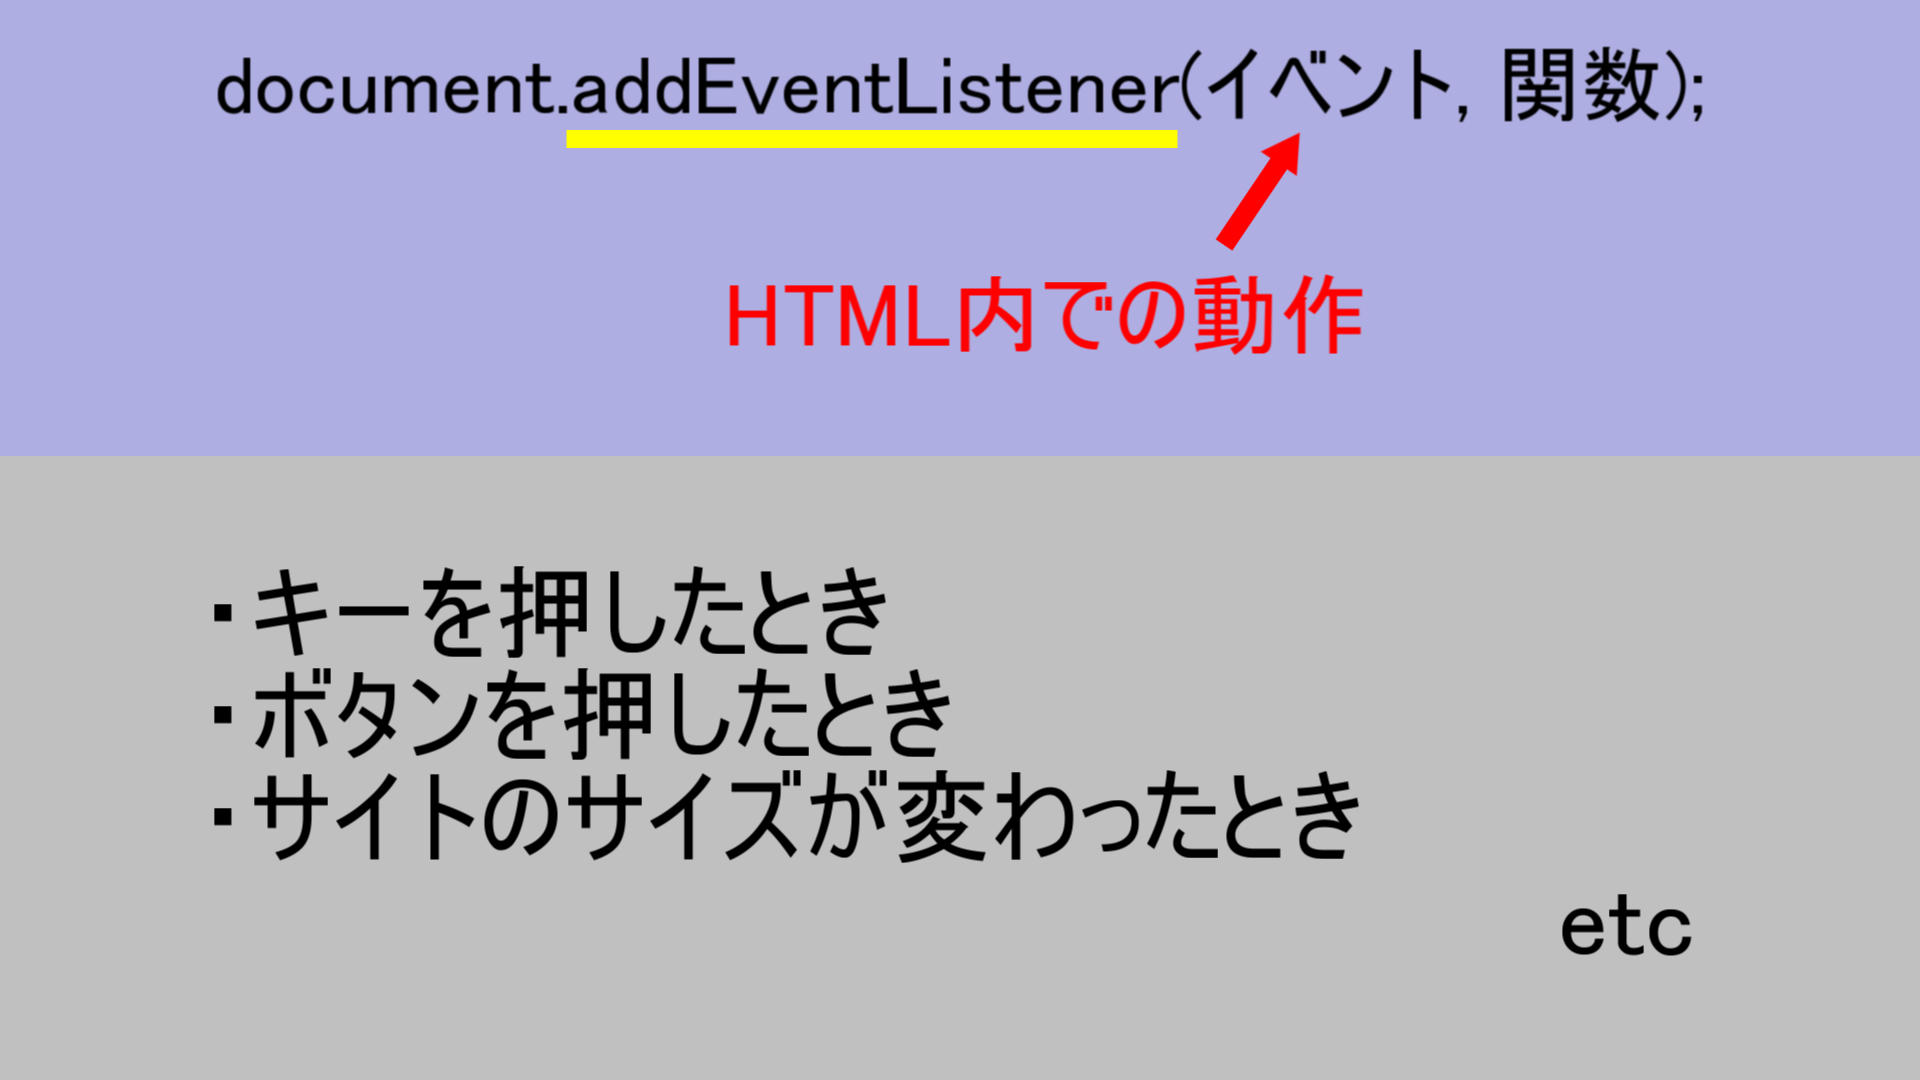 document.addEventListener(イベント, 関数);
HTML内での動作
・キーを押したとき
・ボタンを押したとき
・サイトのサイズが変わったとき
etc